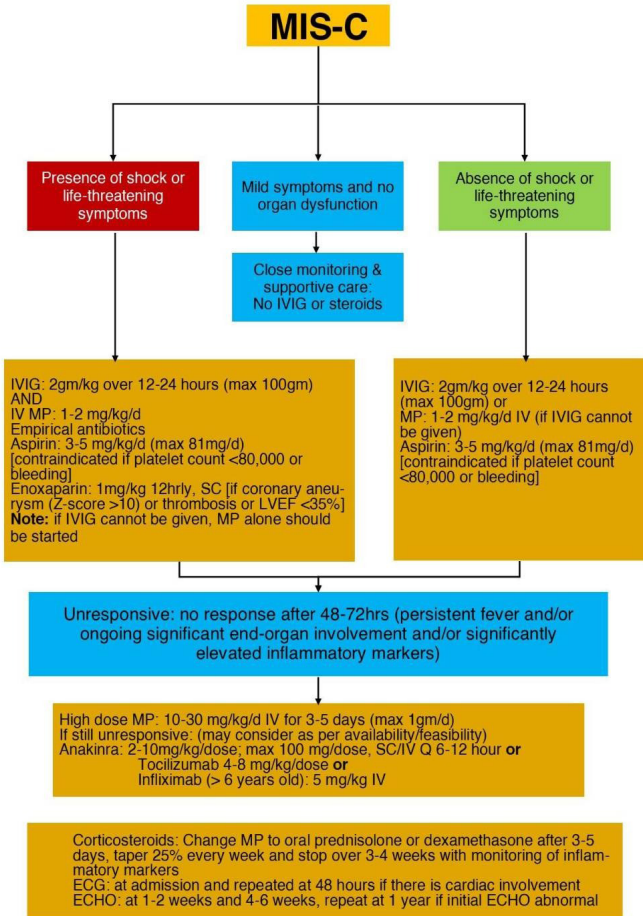 MIS-C
Presence of shock or
life-threatening
symptoms
Mild symptoms and no
organ dysfunction
Absence of shock or
life-threatening
symptoms
Close monitoring &
supportive care:
No IVIG or steroids
IVIG: 2gm/kg over 12-24 hours (max 100gm)
AND
IV MP: 1-2 mg/kg/d
Empirical antibiotics
Aspirin: 3-5 mg/kg/d (max 81mg/d)
[contraindicated if platelet count <80,000 or
bleeding]
Enoxaparin: 1mg/kg 12hrly, SC [if coronary aneu-
rysm (Z-score >10) or thrombosis or LVEF <35%]
Note: if IVIG cannot be given, MP alone should
be started
IVIG: 2gm/kg over 12-24 hours
(max 100gm) or
MP: 1-2 mg/kg/d IV (if IVIG cannot
be given)
Aspirin: 3-5 mg/kg/d (max 81mg/d)
[contraindicated if platelet count
<80,000 or bleeding]
Unresponsive: no response after 48-72hrs (persistent fever and/or
ongoing significant end-organ involvement and/or significantly
elevated inflammatory markers)
High dose MP: 10-30 mg/kg/d IV for 3-5 days (max 1gm/d)
If still unresponsive: (may consider as per availability/feasibility)
Anakinra: 2-10mg/kg/dose; max 100 mg/dose, SC/IV Q 6-12 hour or
Tocilizumab 4-8 mg/kg/dose or
Infliximab (> 6 years old): 5 mg/kg IV
Corticosteroids: Change MP to oral prednisolone or dexamethasone after 3-5
days, taper 25% every week and stop over 3-4 weeks with monitoring of inflam-
matory markers
ECG: at admission and repeated at 48 hours if there is cardiac involvement
ECHO: at 1-2 weeks and 4-6 weeks, repeat at 1 year if initial ECHO abnormal